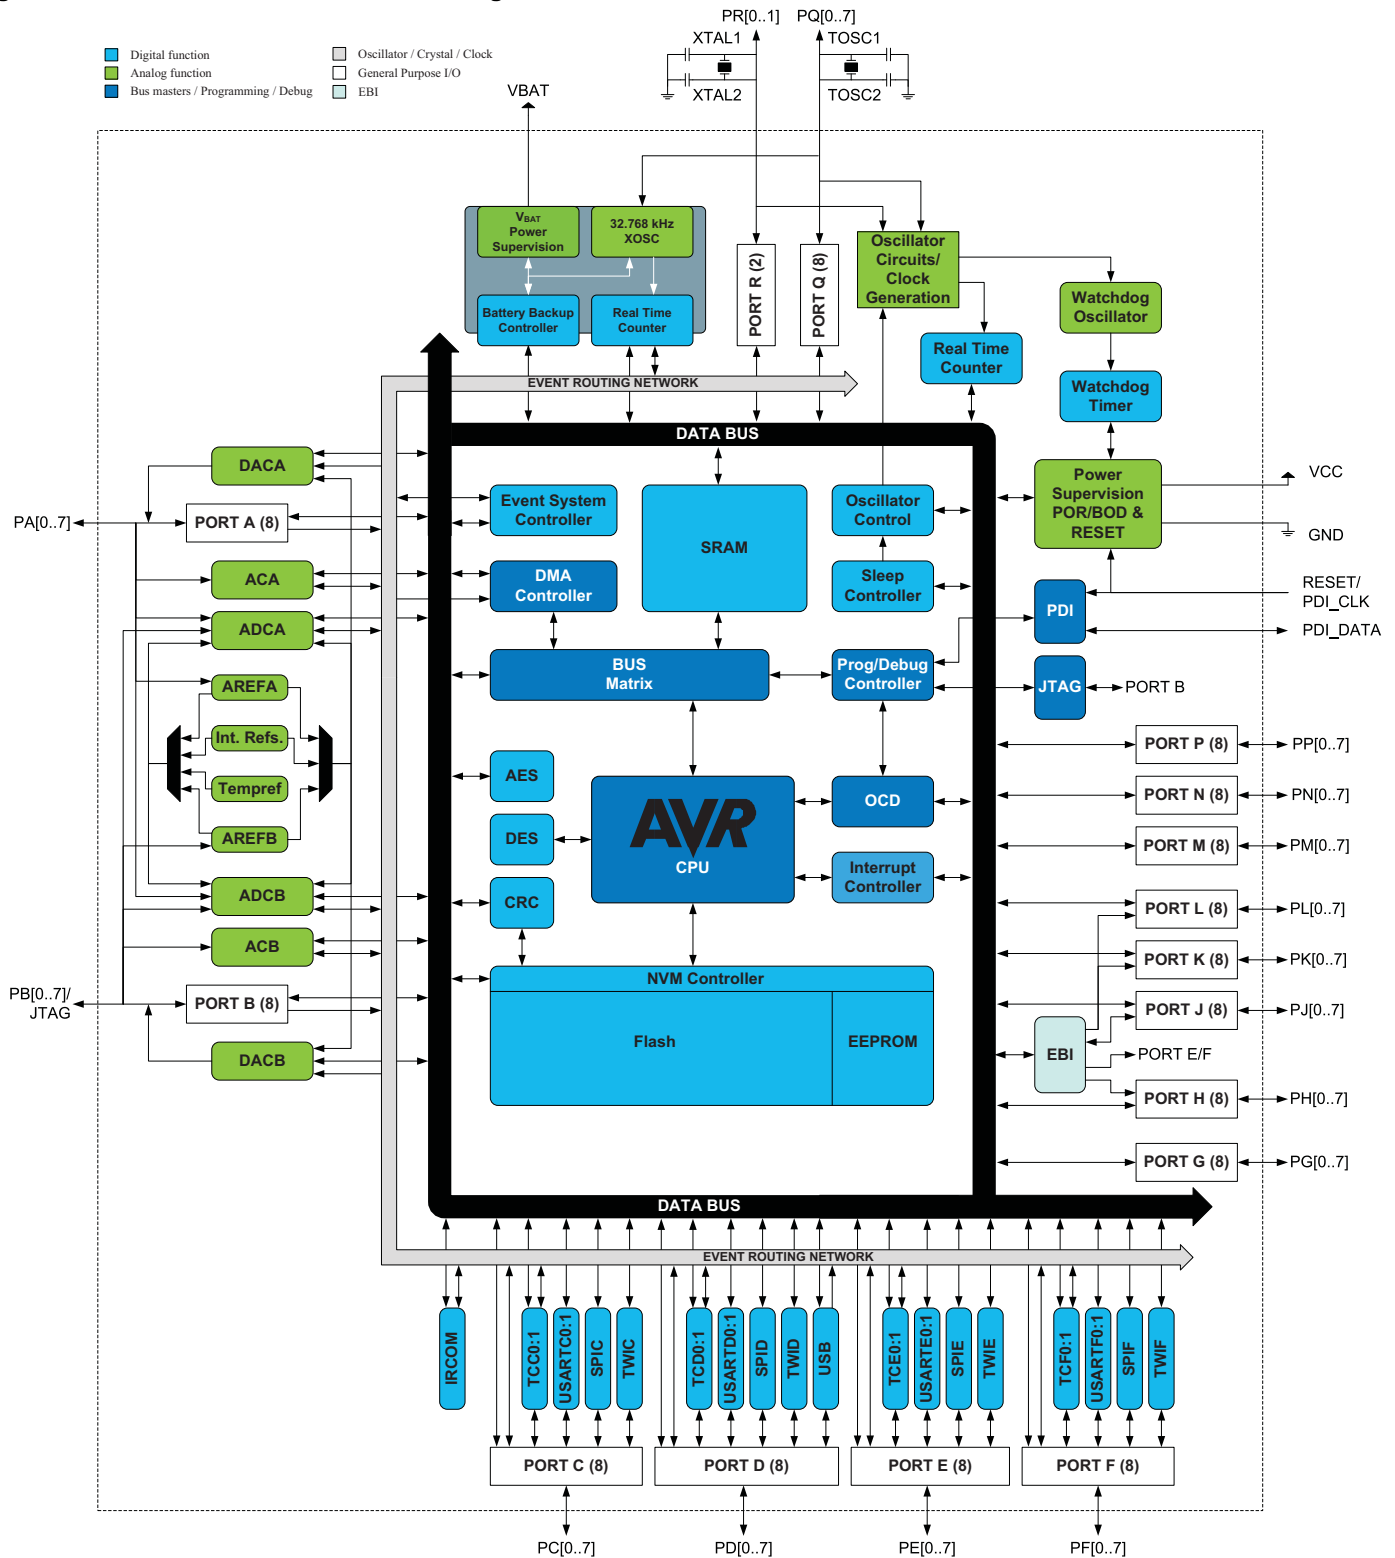 PR[0..1] PQ[0..7]
XTAL1 TOSC1
XTAL2 TOSC2
Digital function
Analog function
Bus masters / Programming / Debug
Oscillator / Crystal / Clock
General Purpose I/O
EBI
VBAT
VBAT
Power
Supervision
32.768 kHz
XOSC
Battery Backup
Controller
Real Time
Counter
PORT R (2)
PORT Q (8)
Oscillator
Circuits/
Clock
Generation
Watchdog
Oscillator
Real Time
Counter
Watchdog
Timer
EVENT ROUTING NETWORK
DATA BUS
Power
Supervision
POR/BOD &
RESET
VCC
GND
RESET/
PDI_CLK
PDI_DATA
DACA
PA[0..7]
PORT A (8)
ACA
ADCA
AREFA
Int. Refs.
Tempref
AREFB
ADCB
ACB
PB[0..7]/
JTAG
PORT B (8)
DACB
Event System
Controller
SRAM
Oscillator
Control
DMA
Controller
Sleep
Controller
PDI
BUS
Matrix
Prog/Debug
Controller
JTAG
PORT B
AES
DES
CRC
AVR
CPU
OCD
Interrupt
Controller
NVM Controller
Flash
EEPROM
PORT P (8) PP[0..7]
PORT N (8) PN[0..7]
PORT M (8) PM[0..7]
PORT L (8) PL[0..7]
PORT K (8) PK[0..7]
PORT J (8) PJ[0..7]
EBI
PORT E/F
PORT H (8) PH[0..7]
PORT G (8) PG[0..7]
DATA BUS
EVENT ROUTING NETWORK
IRCOM
TCC0:1
USARTC0:1
SPIC
TWIC
TCD0:1
USARTD0:1
SPID
TWID
USB
TCE0:1
USARTE0:1
SPIE
TWIE
TCF0:1
USARTF0:1
SPIF
TWIF
PORT C (8)
PORT D (8)
PORT E (8)
PORT F (8)
PC[0..7]
PD[0..7]
PE[0..7]
PF[0..7]